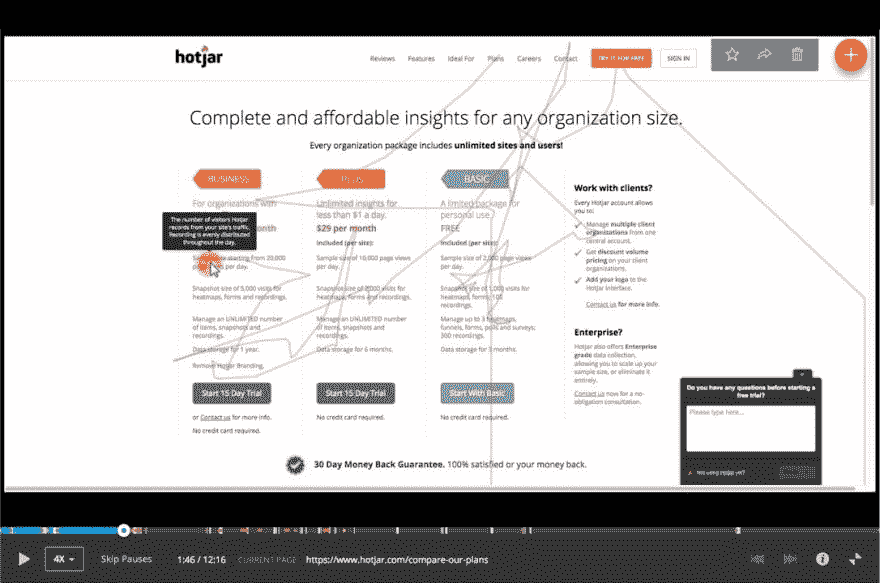 hotjar
Reviews Features Ideal For Plans Careers Contact TRY IT FOR FREE SIGN IN
Complete and affordable insights for any organization size.
Every organization package includes unlimited sites and users!
BUSINESS
For organizations with
month
The number of visitors Hotjar
records from your site's traffic.
Recording is evenly distributed
throughout the day.
Sample starting from 20,000
per day.
Snapshot size of 5,000 visits for
heatmaps, forms and recordings.
Manage an UNLIMITED number
of items, snapshots and
recordings.
Data storage for 1 year.
Remove Hotjar Branding.
Start 15 Day Trial
or Contact us for more info.
No credit card required.
PLUS
Unlimited insights for
less than $1 a day.
$29 per month
Included (per site):
Sample size of 10,000 page views
per day.
Snapshot size of 2,000 visits for
heatmaps, forms and recordings.
Manage an UNLIMITED number
of items, snapshots and
recordings.
Data storage for 6 months.
Start 15 Day Trial
No credit card required.
BASIC
A limited package for
personal use.
FREE
Included (per site):
Sample size of 2,000 page views
per day.
Snapshot size of 1,000 visits for
heatmaps, forms; 100
recordings.
Manage up to 3 heatmaps,
funnels, forms, polls and surveys;
300 recordings.
Data storage for 3 months.
Start With Basic
No credit card required.
Work with clients?
Every Hotjar account allows
you to:
Manage multiple client
organizations from one
central account.
Get discount volume
pricing on your client
organizations.
Add your logo to the
Hotjar interface.
Contact us for more info.
Enterprise?
Hotjar also offers Enterprise
grade data collection,
allowing you to scale up your
sample size, or eliminate it
entirely.
Contact us now for a no-
obligation consultation.
30 Day Money Back Guarantee. 100% satisfied or your money back.
Do you have any questions before starting a
free trial?
Please type here...
Not using Hotjar yet?
4X Skip Pauses 1:46 / 12:16 CURRENT PAGE https://www.hotjar.com/compare-our-plans